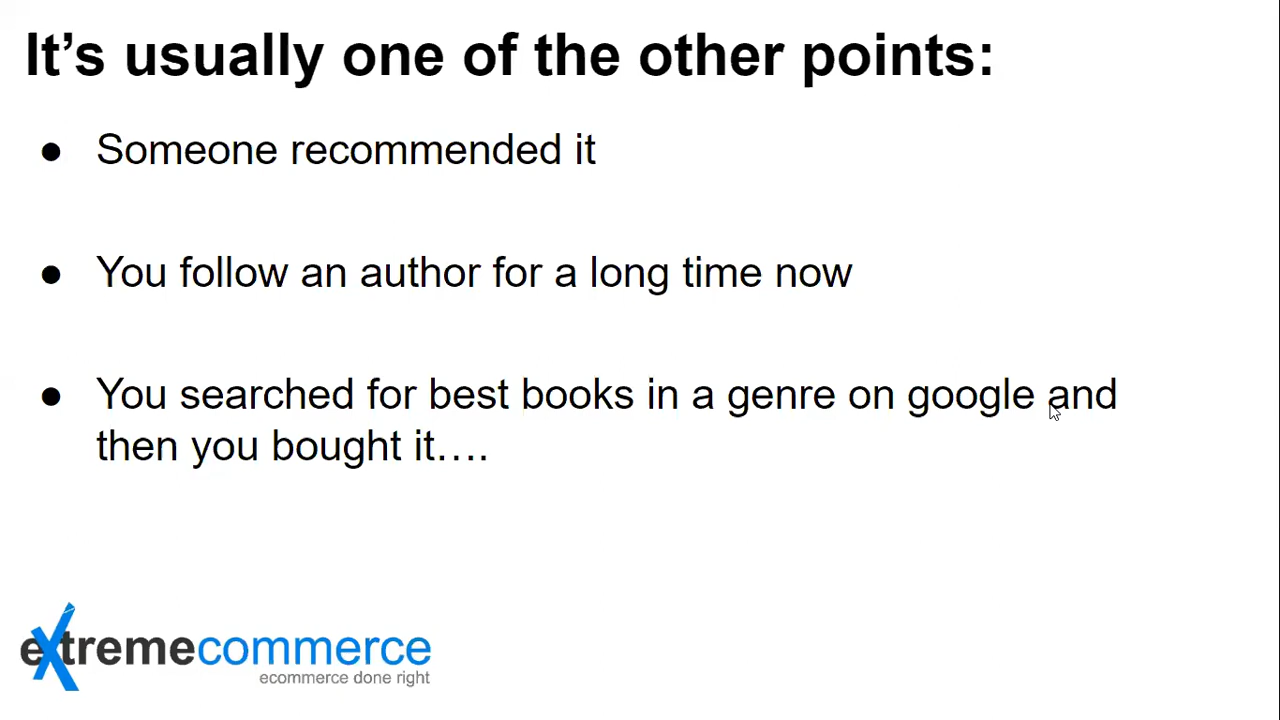 It’s usually one of the other points:
● Someone recommended it
● You follow an author for a long time now
● You searched for best books in a genre on google and
then you bought it….
extremecommerce
ecommerce done right